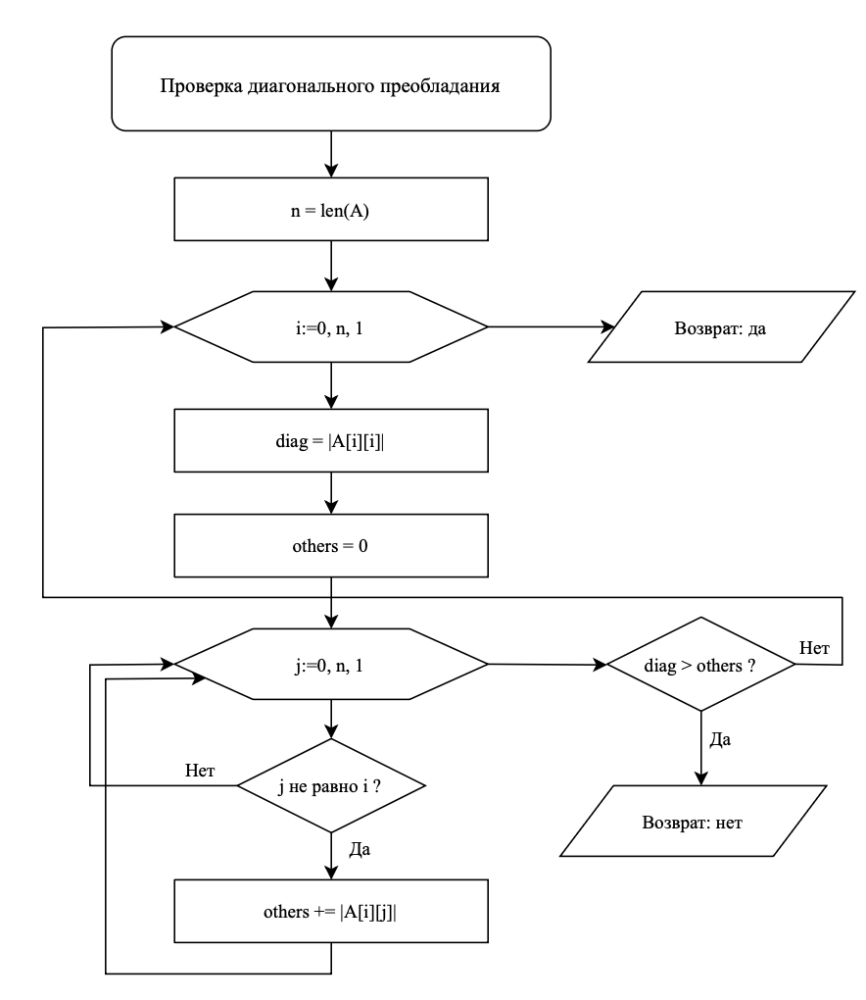 Проверка диагонального преобладания
n = len(A)
i:=0, n, 1
Возврат: да
diag = |A[i][i]|
others = 0
j:=0, n, 1
diag > others ?
Нет
Да
Возврат: нет
j не равно i ?
Нет
Да
others += |A[i][j]|